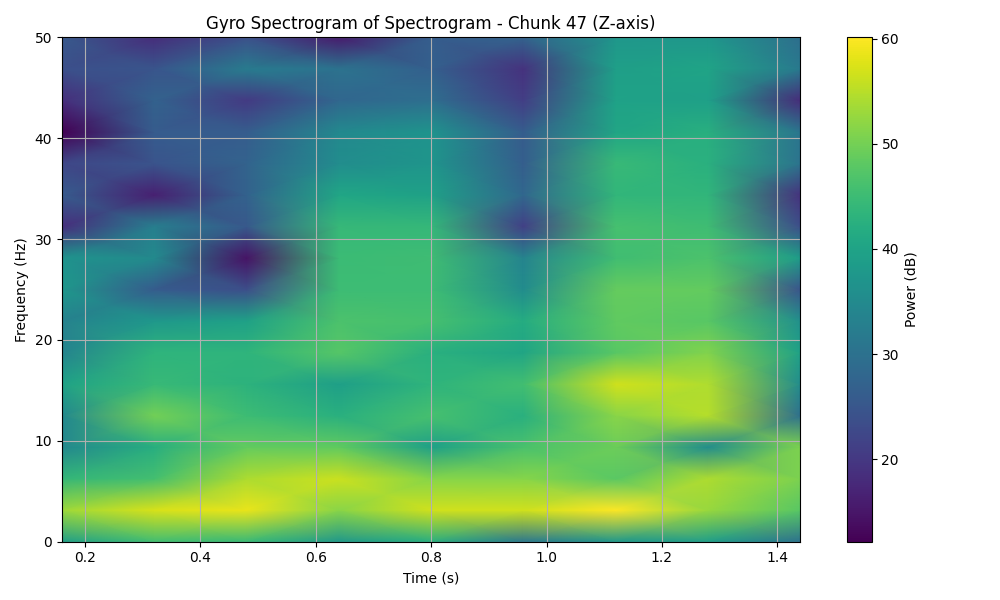 Gyro Spectrogram of Spectrogram - Chunk 47 (Z-axis)
50
40
30
20
10
0
Frequency (Hz)
0.2 0.4 0.6 0.8 1.0 1.2 1.4
Time (s)
60
50
40
30
20
Power (dB)